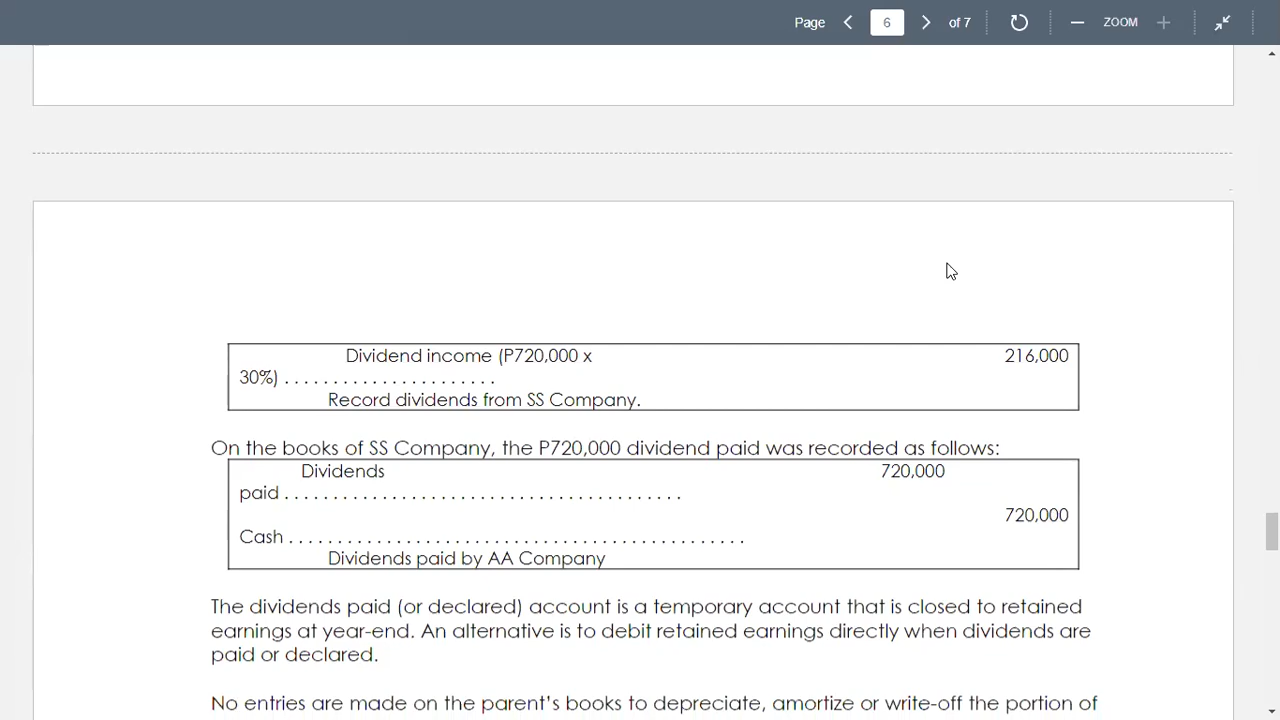 Page 6 of 7 ZOOM
Dividend income (P720,000 x 216,000
30%) . . . . . . . . . . . . . . . . . . . . . .
Record dividends from SS Company.
On the books of SS Company, the P720,000 dividend paid was recorded as follows:
Dividends 720,000
paid . . . . . . . . . . . . . . . . . . . . . . . . . . . . . . . . . . . . . . . . .
720,000
Cash . . . . . . . . . . . . . . . . . . . . . . . . . . . . . . . . . . . . . . . . . . . . . . .
Dividends paid by AA Company
The dividends paid (or declared) account is a temporary account that is closed to retained
earnings at year-end. An alternative is to debit retained earnings directly when dividends are
paid or declared.
No entries are made on the parent's books to depreciate, amortize or write-off the portion of